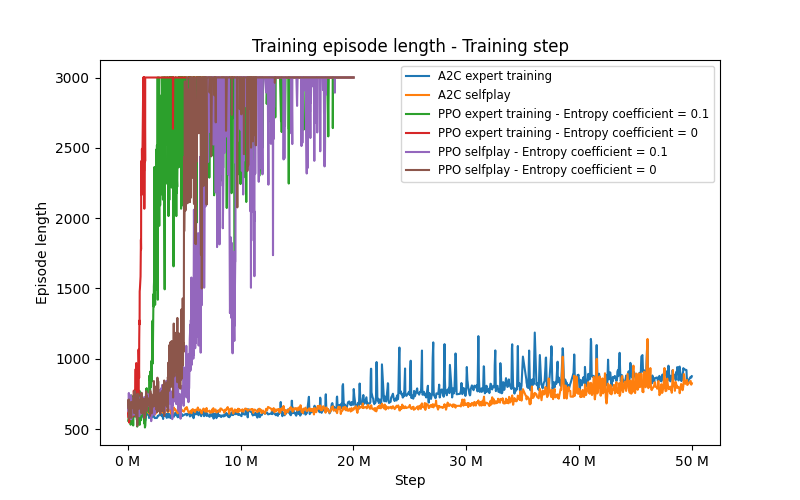 Training episode length - Training step
3000
2500
2000
1500
1000
500
Episode length
A2C expert training
A2C selfplay
PPO expert training - Entropy coefficient = 0.1
PPO expert training - Entropy coefficient = 0
PPO selfplay - Entropy coefficient = 0.1
PPO selfplay - Entropy coefficient = 0
0 M
10 M
20 M
30 M
40 M
50 M
Step